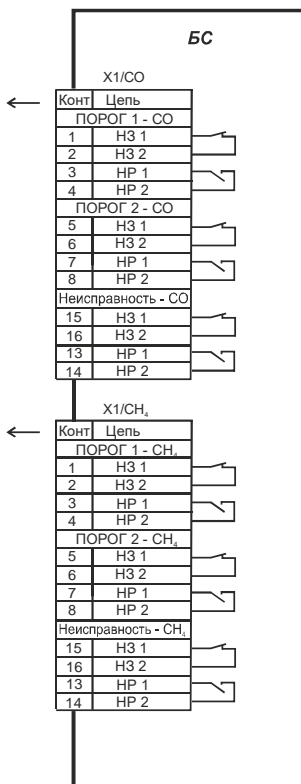 БС
X1/CO
Конт Цепь
ПОРОГ 1 - CO
1 НЗ 1
2 НЗ 2
3 НР 1
4 НР 2
ПОРОГ 2 - CO
5 НЗ 1
6 НЗ 2
7 НР 1
8 НР 2
Неисправность - CO
15 НЗ 1
16 НЗ 2
13 НР 1
14 НР 2
X1/CH₄
Конт Цепь
ПОРОГ 1 - CH₄
1 НЗ 1
2 НЗ 2
3 НР 1
4 НР 2
ПОРОГ 2 - CH₄
5 НЗ 1
6 НЗ 2
7 НР 1
8 НР 2
Неисправность - CH₄
15 НЗ 1
16 НЗ 2
13 НР 1
14 НР 2